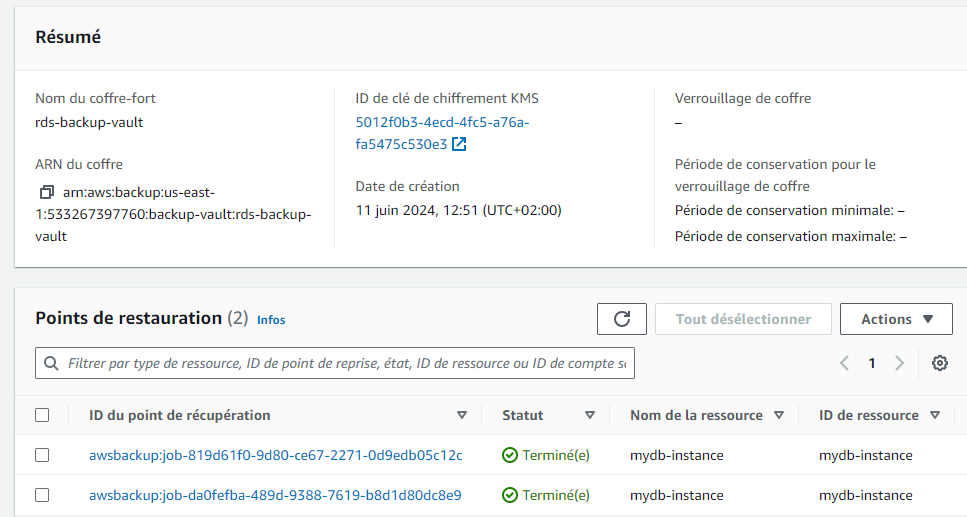 Résumé
Nom du coffre-fort
rds-backup-vault
ARN du coffre
arn:aws:backup:us-east-
1:533267397760:backup-vault:rds-backup-
vault
ID de clé de chiffrement KMS
5012f0b3-4ecd-4fc5-a76a-
fa5475c530e3
Date de création
11 juin 2024, 12:51 (UTC+02:00)
Verrouillage de coffre
–
Période de conservation pour le
verrouillage de coffre
Période de conservation minimale: –
Période de conservation maximale: –
Points de restauration (2) Infos
Tout désélectionner
Actions
Filtrer par type de ressource, ID de point de reprise, état, ID de ressource ou ID de compte
1
ID du point de récupération Statut Nom de la ressource ID de ressource
awsbackup:job-819d61f0-9d80-ce67-2271-0d9edb05c12c Terminé(e) mydb-instance mydb-instance
awsbackup:job-da0fefba-489d-9388-7619-b8d1d80dc8e9 Terminé(e) mydb-instance mydb-instance